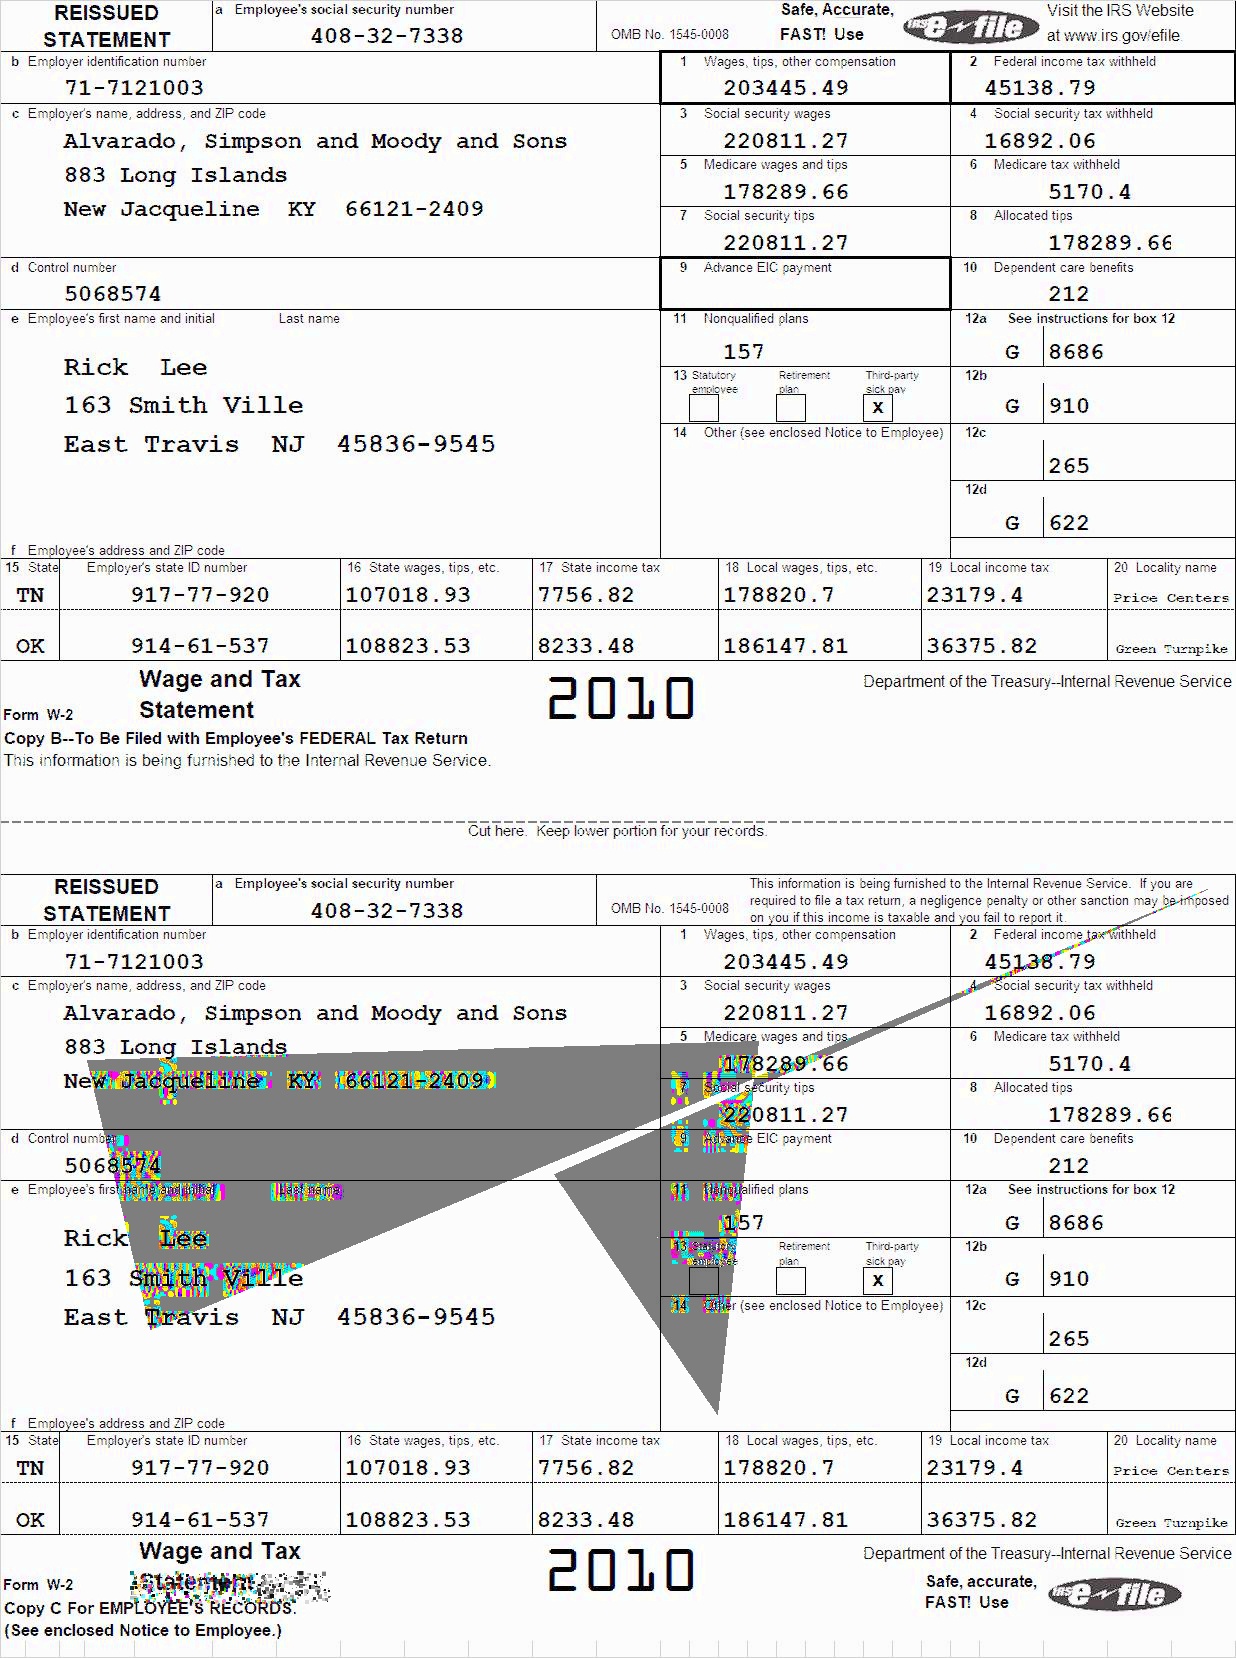 REISSUED STATEMENT
a Employee's social security number
408-32-7338
OMB No. 1545-0008
Safe, Accurate, FAST! Use
IRS e-file
Visit the IRS Website at www.irs.gov/efile
b Employer identification number
71-7121003
1 Wages, tips, other compensation
203445.49
2 Federal income tax withheld
45138.79
c Employer's name, address, and ZIP code
Alvarado, Simpson and Moody and Sons
883 Long Islands
New Jacqueline KY 66121-2409
3 Social security wages
220811.27
4 Social security tax withheld
16892.06
5 Medicare wages and tips
178289.66
6 Medicare tax withheld
5170.4
7 Social security tips
220811.27
8 Allocated tips
178289.66
d Control number
5068574
9 Advance EIC payment
10 Dependent care benefits
212
e Employee's first name and initial Last name
Rick Lee
163 Smith Ville
East Travis NJ 45836-9545
11 Nonqualified plans
157
12a See instructions for box 12
G 8686
13 Statutory employee Retirement plan Third-party sick pay
X
12b
G 910
14 Other (see enclosed Notice to Employee)
12c
265
12d
G 622
f Employee's address and ZIP code
15 State Employer's state ID number 16 State wages, tips, etc. 17 State income tax 18 Local wages, tips, etc. 19 Local income tax 20 Locality name
TN 917-77-920 107018.93 7756.82 178820.7 23179.4 Price Centers
OK 914-61-537 108823.53 8233.48 186147.81 36375.82 Green Turnpike
Form W-2 Wage and Tax Statement
2010
Department of the Treasury--Internal Revenue Service
Copy B--To Be Filed with Employee's FEDERAL Tax Return
This information is being furnished to the Internal Revenue Service.
Cut here. Keep lower portion for your records.
REISSUED STATEMENT
a Employee's social security number
408-32-7338
OMB No. 1545-0008
This information is being furnished to the Internal Revenue Service. If you are
required to file a tax return, a negligence penalty or other sanction may be imposed
on you if this income is taxable and you fail to report it.
b Employer identification number
71-7121003
1 Wages, tips, other compensation
203445.49
2 Federal income tax withheld
45138.79
c Employer's name, address, and ZIP code
Alvarado, Simpson and Moody and Sons
883 Long Islands
New Jacqueline KY 66121-2409
3 Social security wages
220811.27
4 Social security tax withheld
16892.06
5 Medicare wages and tips
178289.66
6 Medicare tax withheld
5170.4
7 Social security tips
220811.27
8 Allocated tips
178289.66
d Control number
5068574
9 Advance EIC payment
10 Dependent care benefits
212
e Employee's first name and initial Last name
Rick Lee
163 Smith Ville
East Travis NJ 45836-9545
11 Nonqualified plans
157
12a See instructions for box 12
G 8686
13 Statutory employee Retirement plan Third-party sick pay
X
12b
G 910
14 Other (see enclosed Notice to Employee)
12c
265
12d
G 622
f Employee's address and ZIP code
15 State Employer's state ID number 16 State wages, tips, etc. 17 State income tax 18 Local wages, tips, etc. 19 Local income tax 20 Locality name
TN 917-77-920 107018.93 7756.82 178820.7 23179.4 Price Centers
OK 914-61-537 108823.53 8233.48 186147.81 36375.82 Green Turnpike
Form W-2 Wage and Tax Statement
2010
Department of the Treasury--Internal Revenue Service
Safe, accurate, FAST! Use
IRS e-file
Copy C For EMPLOYEE'S RECORDS.
(See enclosed Notice to Employee.)